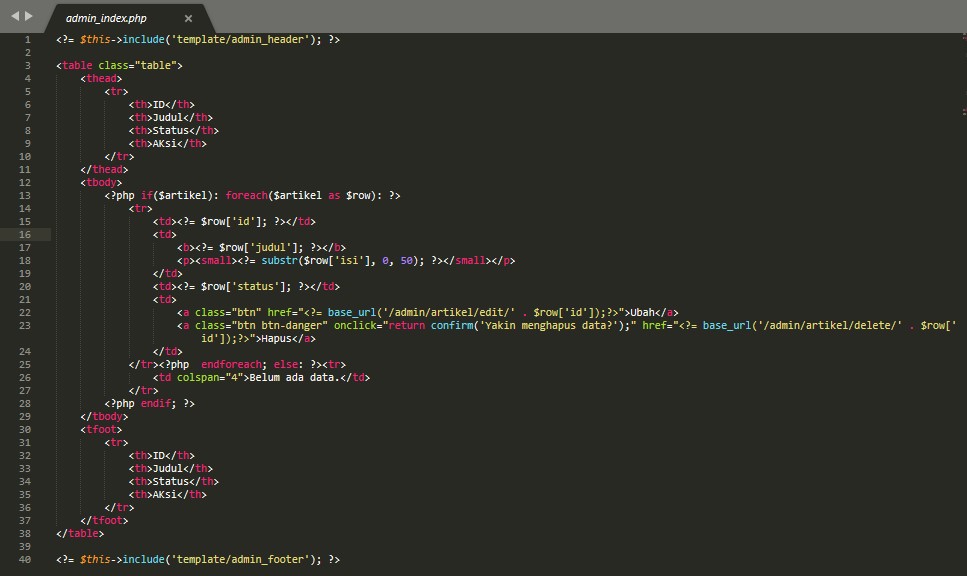 admin_index.php
1 <?= $this->include('template/admin_header'); ?>
2
3 <table class="table">
4 <thead>
5 <tr>
6 <th>ID</th>
7 <th>Judul</th>
8 <th>Status</th>
9 <th>AKsi</th>
10 </tr>
11 </thead>
12 <tbody>
13 <?php if($artikel): foreach($artikel as $row): ?>
14 <tr>
15 <td><?= $row['id']; ?></td>
16 <td>
17 <b><?= $row['judul']; ?></b>
18 <p><small><?= substr($row['isi'], 0, 50); ?></small></p>
19 </td>
20 <td><?= $row['status']; ?></td>
21 <td>
22 <a class="btn" href="<?= base_url('/admin/artikel/edit/' . $row['id']);?>">Ubah</a>
23 <a class="btn btn-danger" onclick="return confirm('Yakin menghapus data?');" href="<?= base_url('/admin/artikel/delete/' . $row['
id']);?>">Hapus</a>
24 </td>
25 </tr><?php  endforeach; else: ?><tr>
26 <td colspan="4">Belum ada data.</td>
27 </tr>
28 <?php endif; ?>
29 </tbody>
30 <tfoot>
31 <tr>
32 <th>ID</th>
33 <th>Judul</th>
34 <th>Status</th>
35 <th>AKsi</th>
36 </tr>
37 </tfoot>
38 </table>
39
40 <?= $this->include('template/admin_footer'); ?>